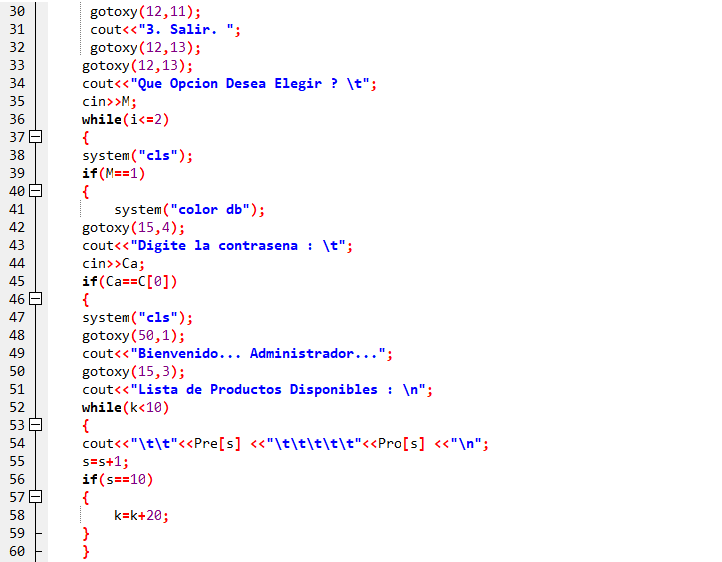 30 gotoxy(12,11);
31 cout<<"3. Salir. ";
32 gotoxy(12,13);
33 gotoxy(12,13);
34 cout<<"Que Opcion Desea Elegir ? \t";
35 cin>>M;
36 while(i<=2)
37 {
38 system("cls");
39 if(M==1)
40 {
41 system("color db");
42 gotoxy(15,4);
43 cout<<"Digite la contrasena : \t";
44 cin>>Ca;
45 if(Ca==C[0])
46 {
47 system("cls");
48 gotoxy(50,1);
49 cout<<"Bienvenido... Administrador...";
50 gotoxy(15,3);
51 cout<<"Lista de Productos Disponibles : \n";
52 while(k<10)
53 {
54 cout<<"\t\t"<<Pre[s] <<"\t\t\t\t\t"<<Pro[s] <<"\n";
55 s=s+1;
56 if(s==10)
57 {
58 k=k+20;
59 }
60 }